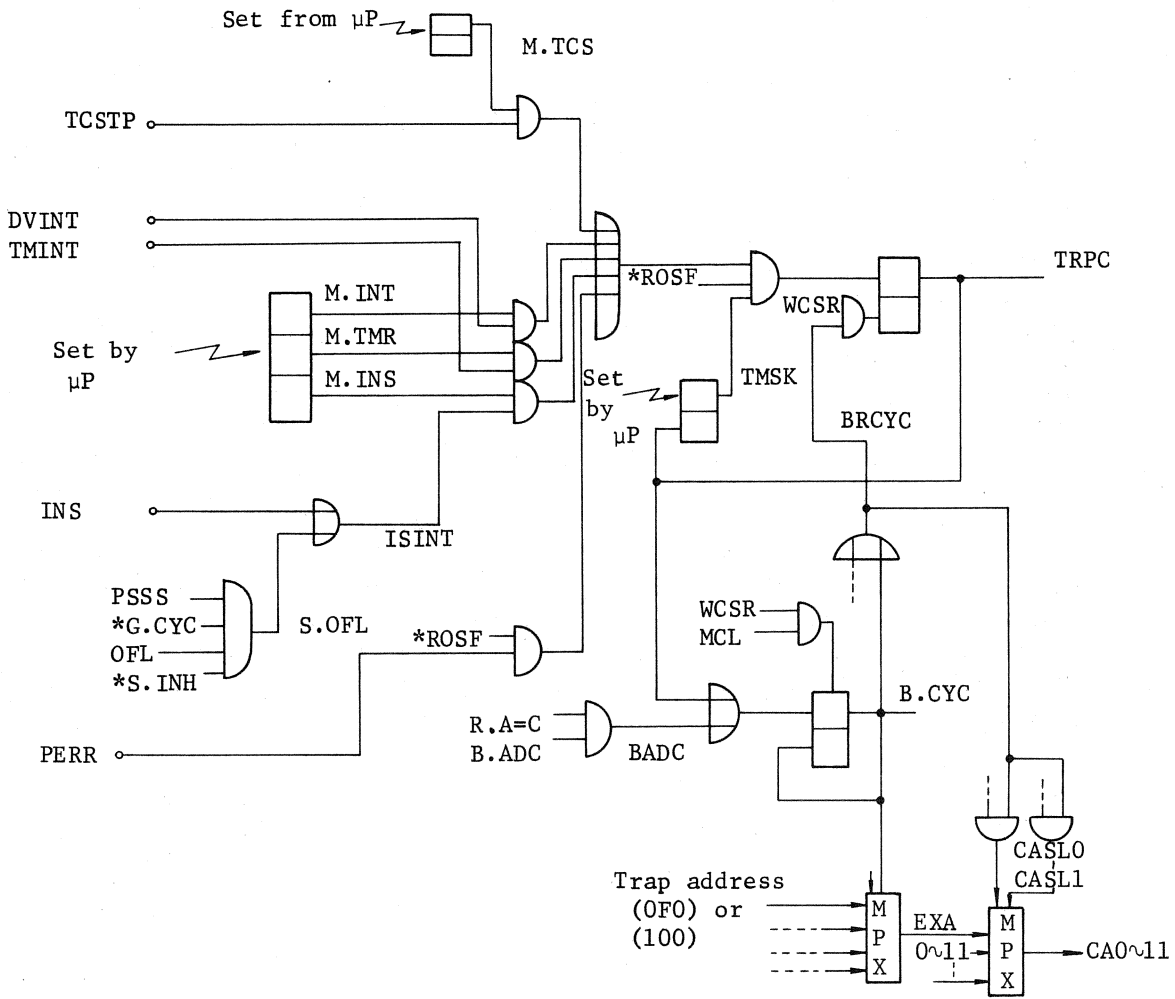 Set from µP
M.TCS
TCSTP
DVINT
TMINT
M.INT
M.TMR
M.INS
Set by
µP
*ROSF
WCSR
TRPC
Set
by
µP
TMSK
BRCYC
INS
ISINT
PSSS
*G.CYC
OFL
*S.INH
S.OFL
*ROSF
WCSR
MCL
B.CYC
R.A=C
B.ADC
BADC
PERR
CASL0
CASL1
Trap address
(0F0) or
(100)
M
P
X
EXA
0~11
M
P
X
CA0~11